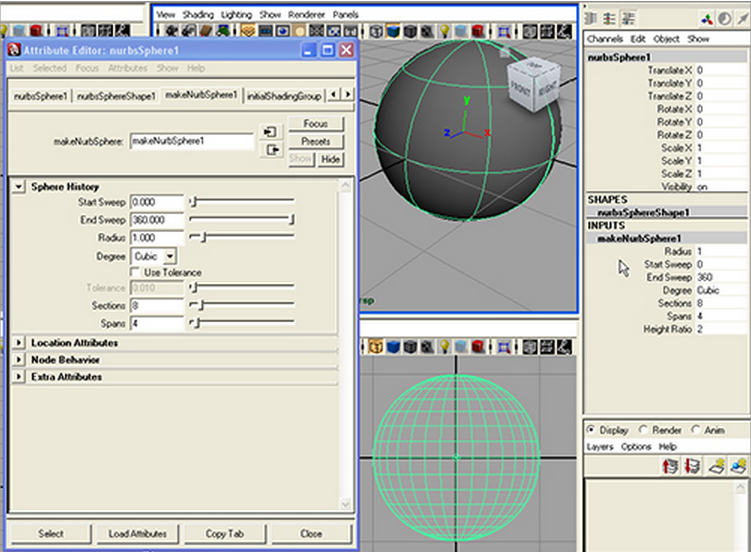 View Shading Lighting Show Renderer Panels
Attribute Editor: nurbsSphere1
List Selected Focus Attributes Show Help
nurbsSphere1 nurbsSphereShape1 makeNurbSphere1 initialShadingGroup
makeNurbSphere: makeNurbSphere1
Focus
Presets
Show Hide
Sphere History
Start Sweep 0.000
End Sweep 360.000
Radius 1.000
Degree Cubic
Use Tolerance
Tolerance 0.010
Sections 8
Spans 4
Location Attributes
Node Behavior
Extra Attributes
Select Load Attributes Copy Tab Close
TOP
FRONT RIGHT
y
z x
rsp
Channels Edit Object Show
nurbsSphere1
Translate X 0
Translate Y 0
Translate Z 0
Rotate X 0
Rotate Y 0
Rotate Z 0
Scale X 1
Scale Y 1
Scale Z 1
Visibility on
SHAPES
nurbsSphereShape1
INPUTS
makeNurbSphere1
Radius 1
Start Sweep 0
End Sweep 360
Degree Cubic
Sections 8
Spans 4
Height Ratio 2
Display Render Anim
Layers Options Help